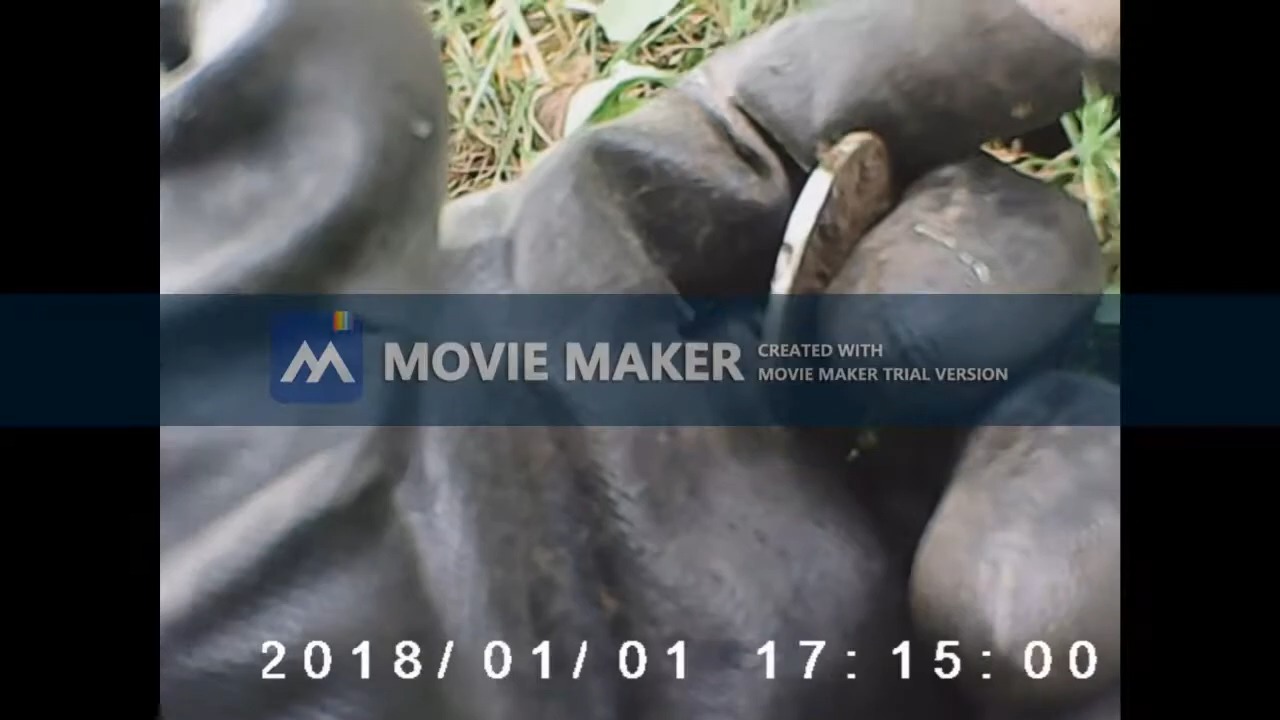 MOVIE MAKER
CREATED WITH
MOVIE MAKER TRIAL VERSION
2018/01/01 17:15:00